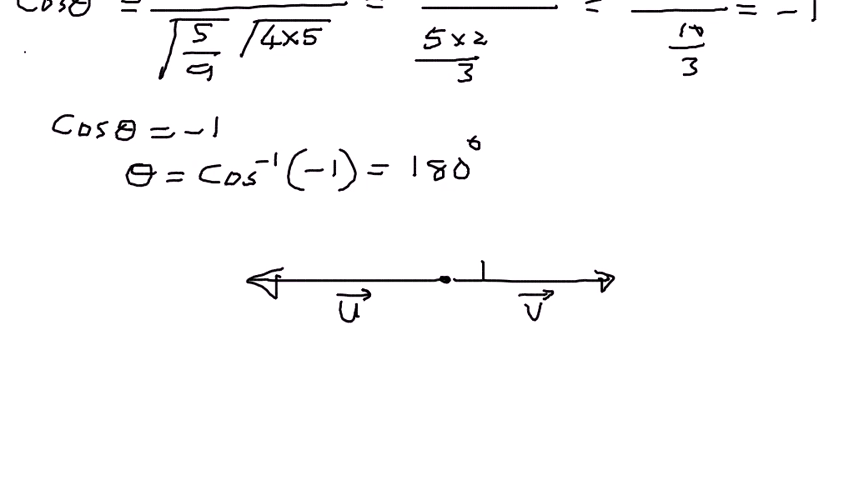 Cosθ = ─── / (√(5/9) √(4×5)) = ─── / (5×2/3) = ─── / (10/3) = -1
Cosθ = -1
θ = Cos⁻¹(-1) = 180°
u⃗ v⃗